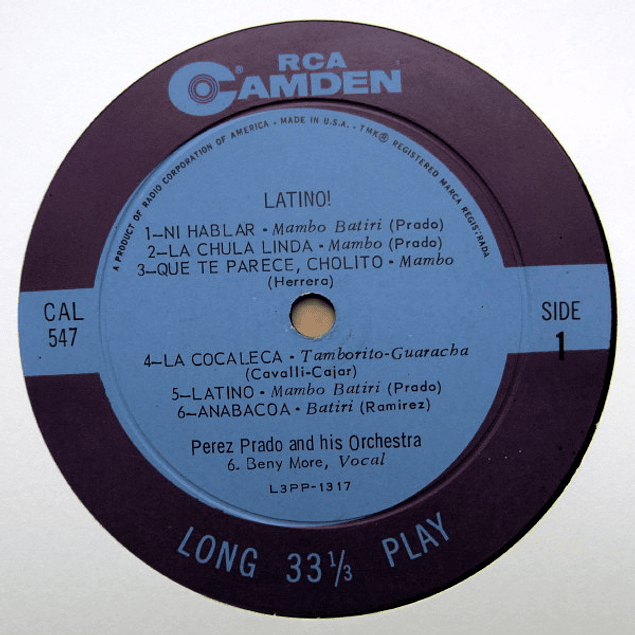 RCA
CAMDEN®
A PRODUCT OF RADIO CORPORATION OF AMERICA • MADE IN U.S.A. • TMK® REGISTERED MARCA REGISTRADA
LATINO!
1—NI HABLAR • Mambo Batiri (Prado)
2—LA CHULA LINDA • Mambo (Prado)
3—QUE TE PARECE, CHOLITO • Mambo
(Herrera)
CAL
547
SIDE
1
4—LA COCALECA • Tamborito-Guaracha
(Cavalli-Cajar)
5—LATINO • Mambo Batiri (Prado)
6—ANABACOA • Batiri (Ramirez)
Perez Prado and his Orchestra
6. Beny More, Vocal
L3PP-1317
LONG 33⅓ PLAY